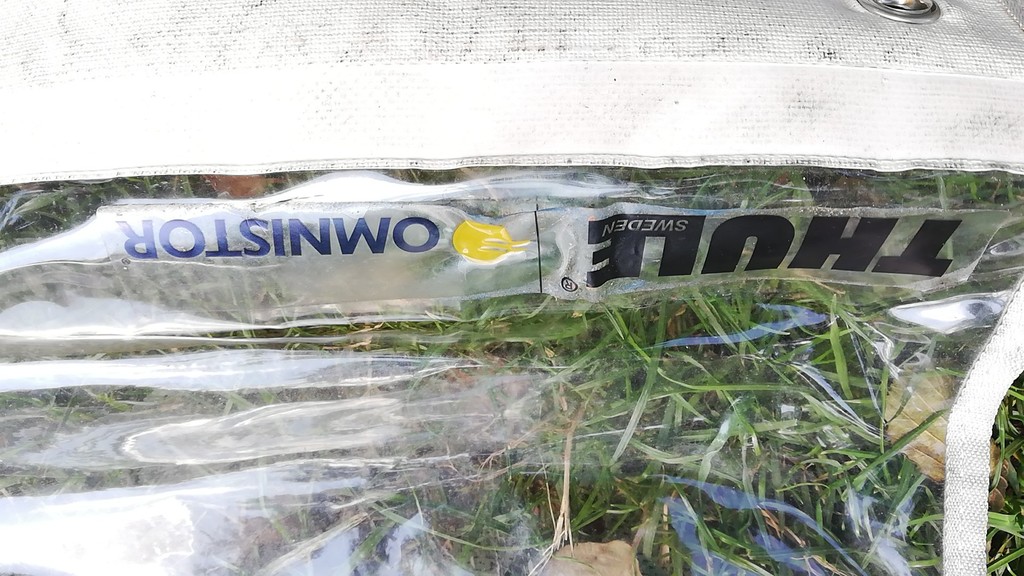 THULE
SWEDEN
®
OMNISTOR